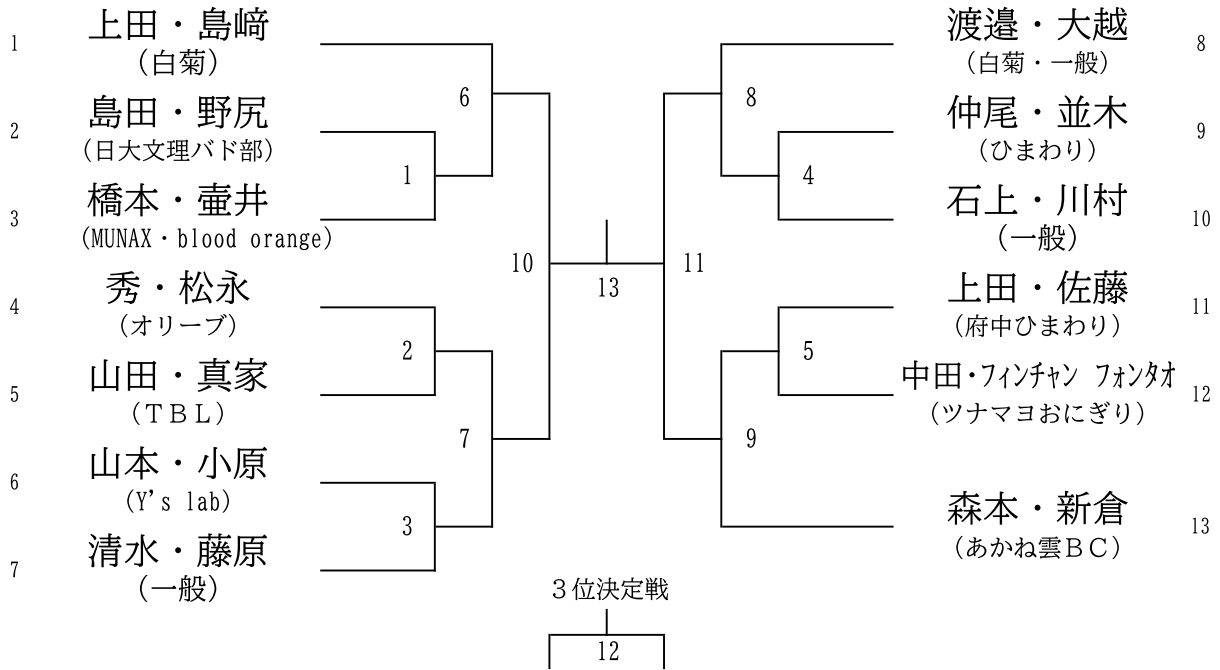 1
上田・島﨑
(白菊)
2
島田・野尻
(日大文理バド部)
3
橋本・壷井
(MUNAX・blood orange)
4
秀・松永
(オリーブ)
5
山田・真家
(ＴＢＬ)
6
山本・小原
(Y's lab)
7
清水・藤原
(一般)
6
1
2
7
3
10
13
11
8
4
5
9
渡邉・大越
(白菊・一般)
8
仲尾・並木
(ひまわり)
9
石上・川村
(一般)
10
上田・佐藤
(府中ひまわり)
11
中田・フィンチャン フォンタオ
(ツナマヨおにぎり)
12
森本・新倉
(あかね雲ＢＣ)
13
３位決定戦
12